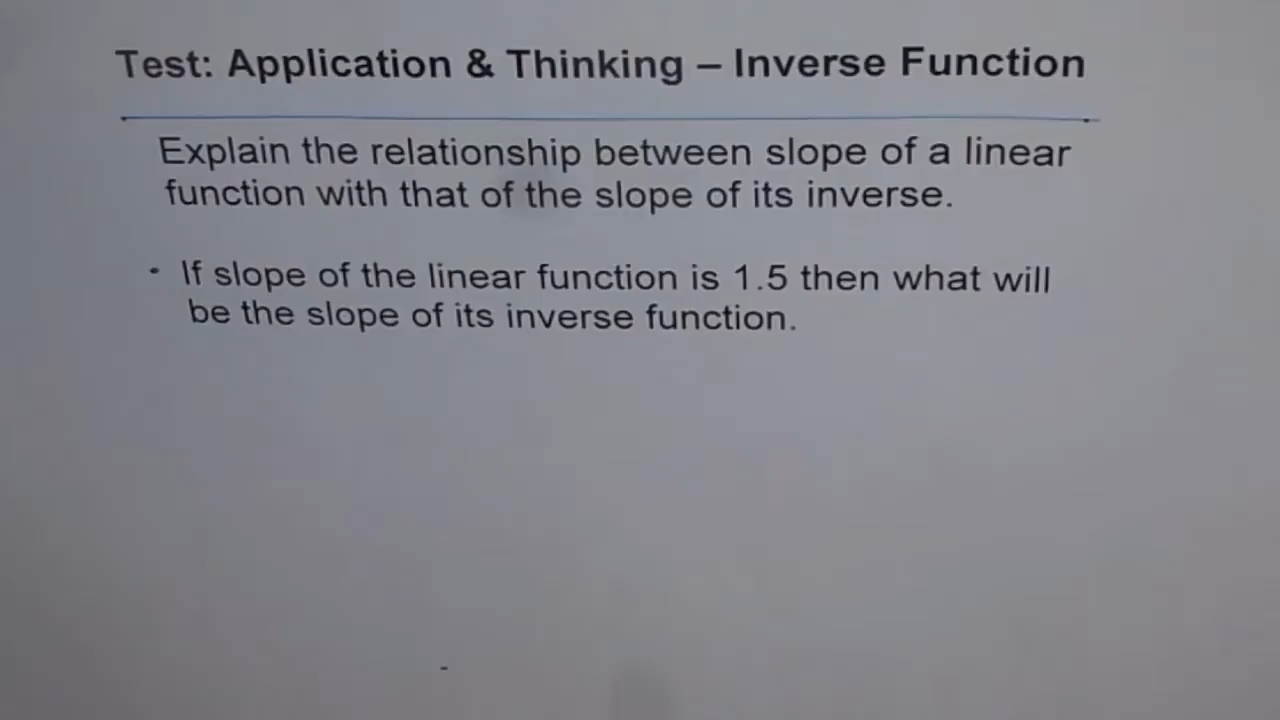 Test: Application & Thinking – Inverse Function
Explain the relationship between slope of a linear
function with that of the slope of its inverse.
• If slope of the linear function is 1.5 then what will
be the slope of its inverse function.